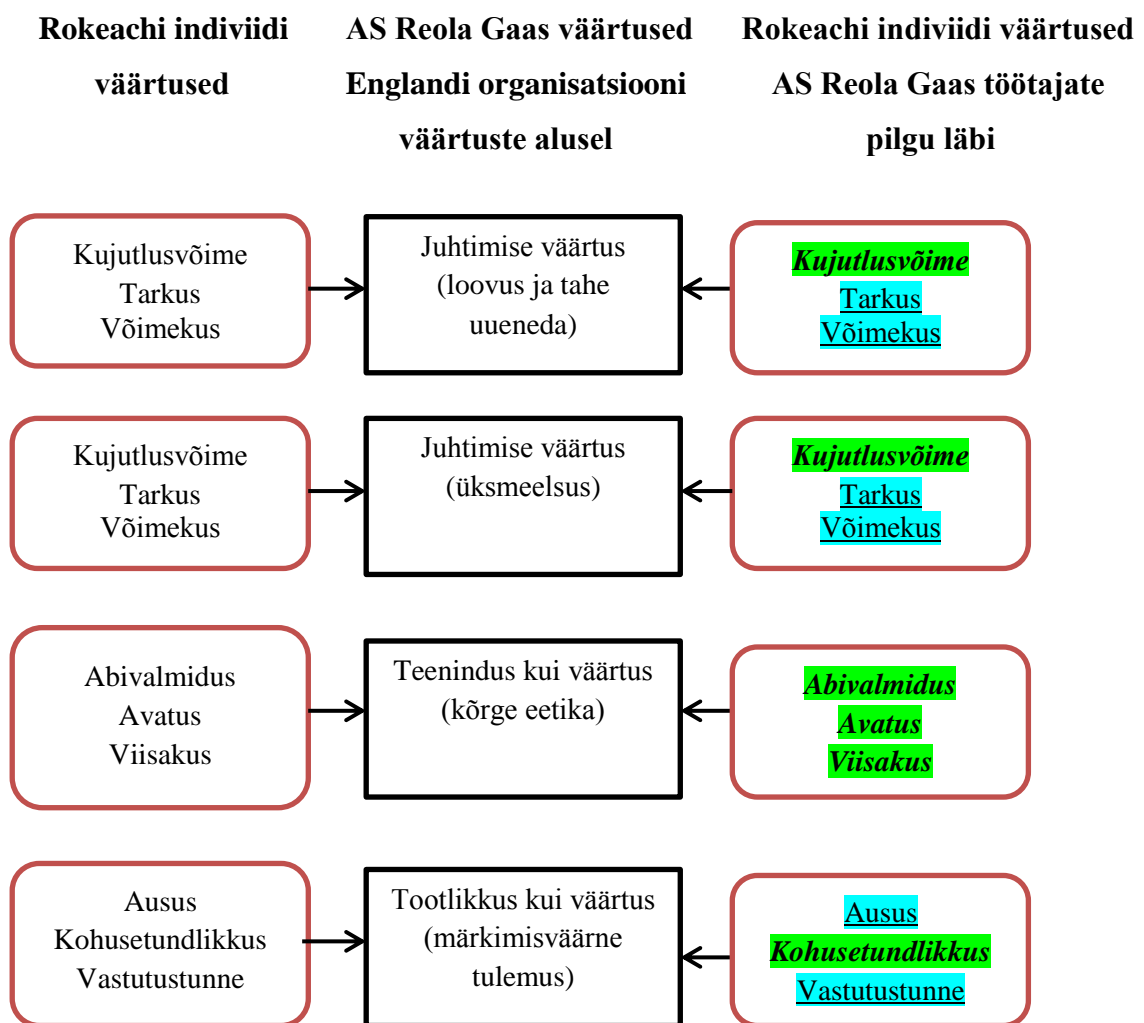 Rokeachi indiviidi
väärtused
AS Reola Gaas väärtused
Englandi organisatsiooni
väärtuste alusel
Rokeachi indiviidi väärtused
AS Reola Gaas töötajate
pilgu läbi
Kujutlusvõime
Tarkus
Võimekus
Juhtimise väärtus
(loovus ja tahe
uueneda)
Kujutlusvõime
Tarkus
Võimekus
Kujutlusvõime
Tarkus
Võimekus
Juhtimise väärtus
(üksmeelsus)
Kujutlusvõime
Tarkus
Võimekus
Abivalmidus
Avatus
Viisakus
Teenindus kui väärtus
(kõrge eetika)
Abivalmidus
Avatus
Viisakus
Ausus
Kohusetundlikkus
Vastutustunne
Tootlikkus kui väärtus
(märkimisväärne
tulemus)
Ausus
Kohusetundlikkus
Vastutustunne